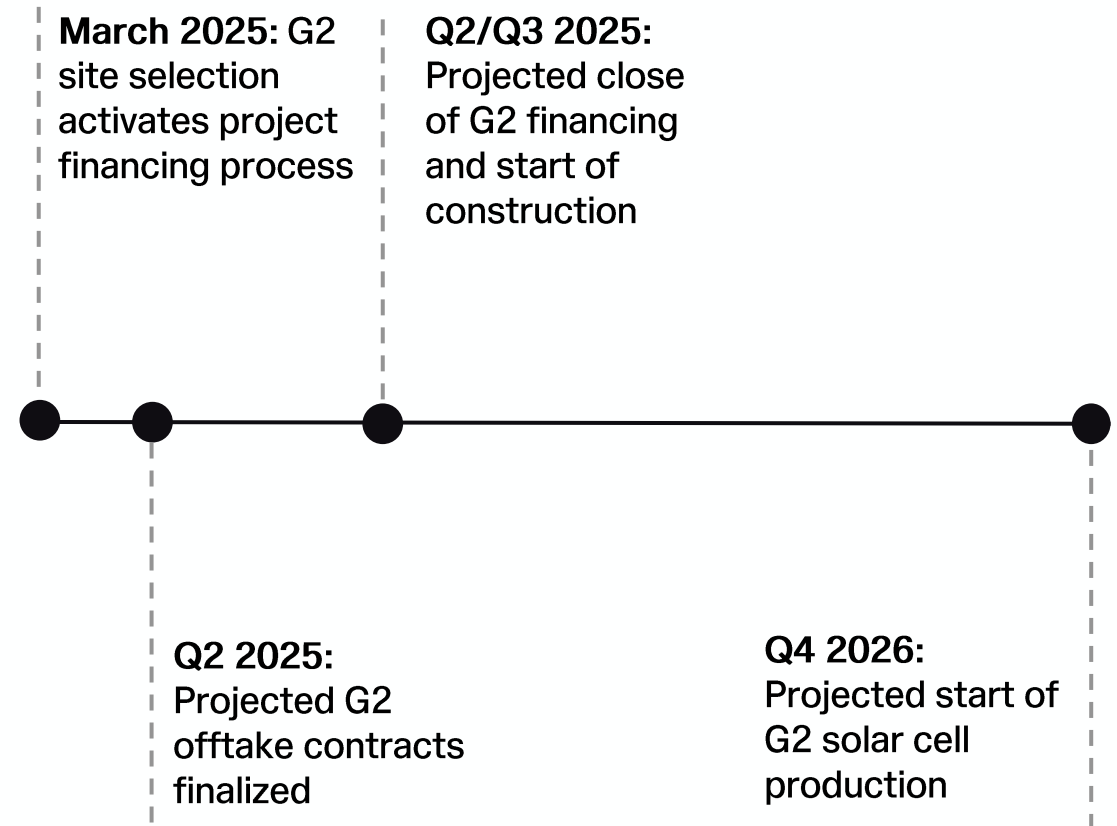 March 2025: G2
site selection
activates project
financing process
Q2/Q3 2025:
Projected close
of G2 financing
and start of
construction
Q2 2025:
Projected G2
offtake contracts
finalized
Q4 2026:
Projected start of
G2 solar cell
production